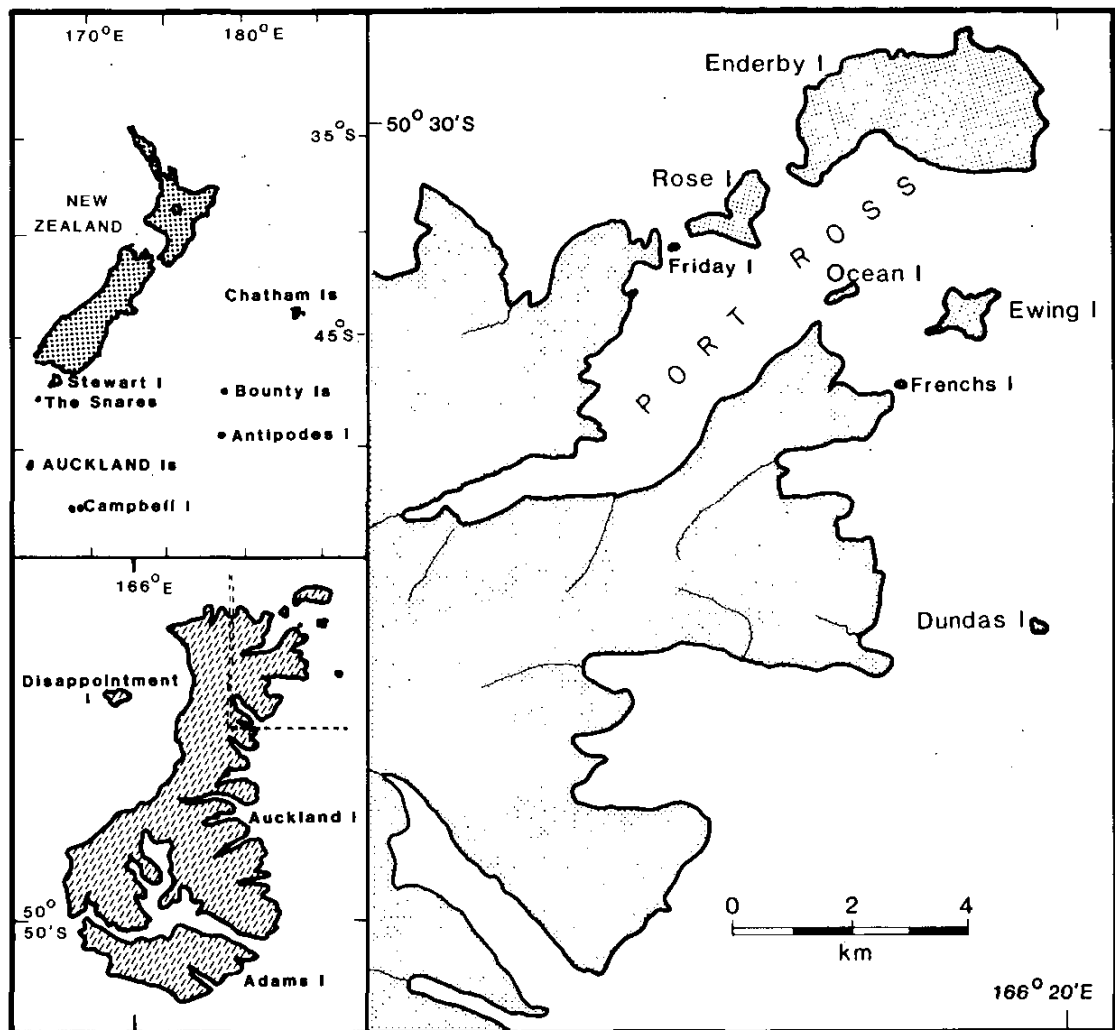 170°E 180°E
35°S
NEW
ZEALAND
Chatham Is
45°S
Stewart I
The Snares
Bounty Is
Antipodes I
AUCKLAND Is
Campbell I
166°E
Disappointment
I
Auckland I
50°
50'S
Adams I
50° 30'S
Enderby I
Rose I
Friday I
PORT ROSS
Ocean I
Ewing I
Frenchs I
Dundas I
0 2 4
km
166° 20'E